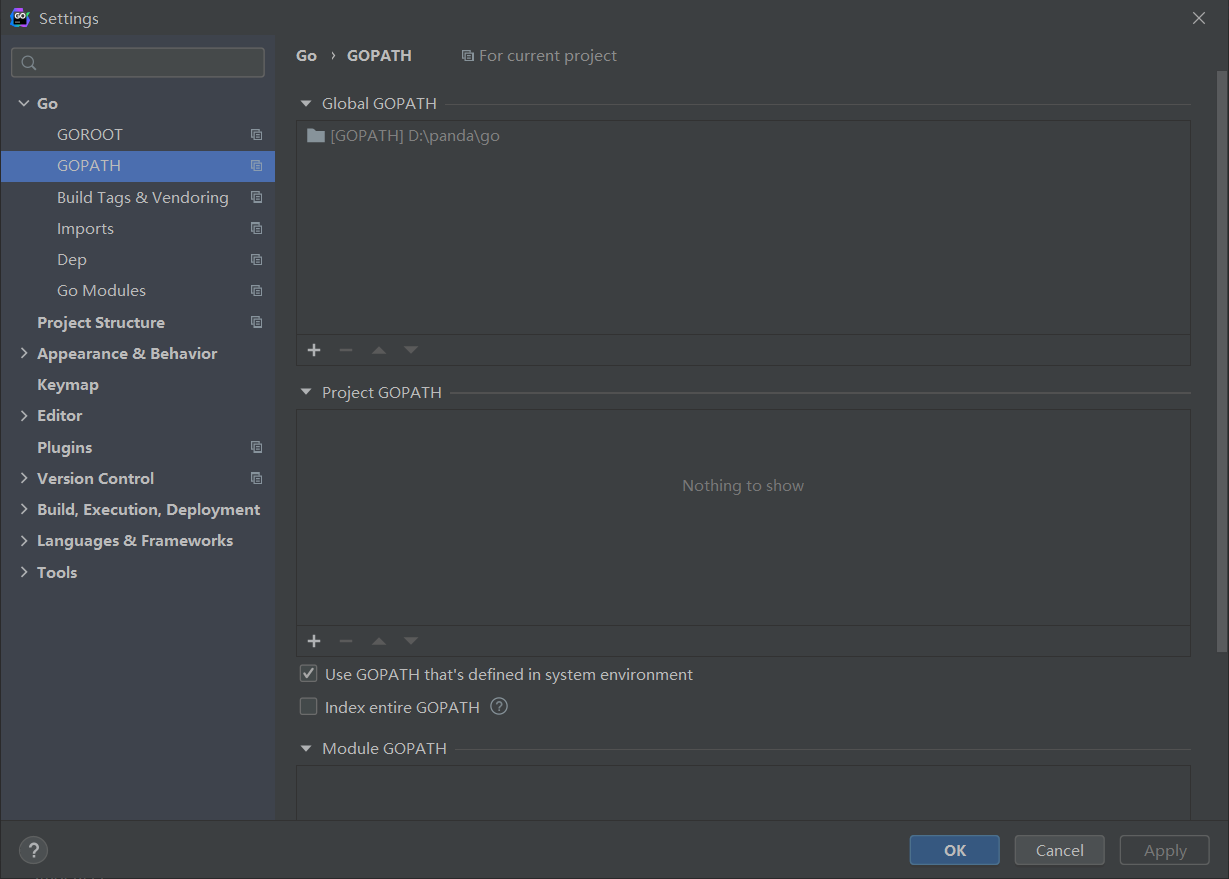 Settings
Go › GOPATH For current project
Go
GOROOT
GOPATH
Build Tags & Vendoring
Imports
Dep
Go Modules
Project Structure
Appearance & Behavior
Keymap
Editor
Plugins
Version Control
Build, Execution, Deployment
Languages & Frameworks
Tools
Global GOPATH
[GOPATH] D:\panda\go
Project GOPATH
Nothing to show
Use GOPATH that's defined in system environment
Index entire GOPATH ?
Module GOPATH
?
OK
Cancel
Apply